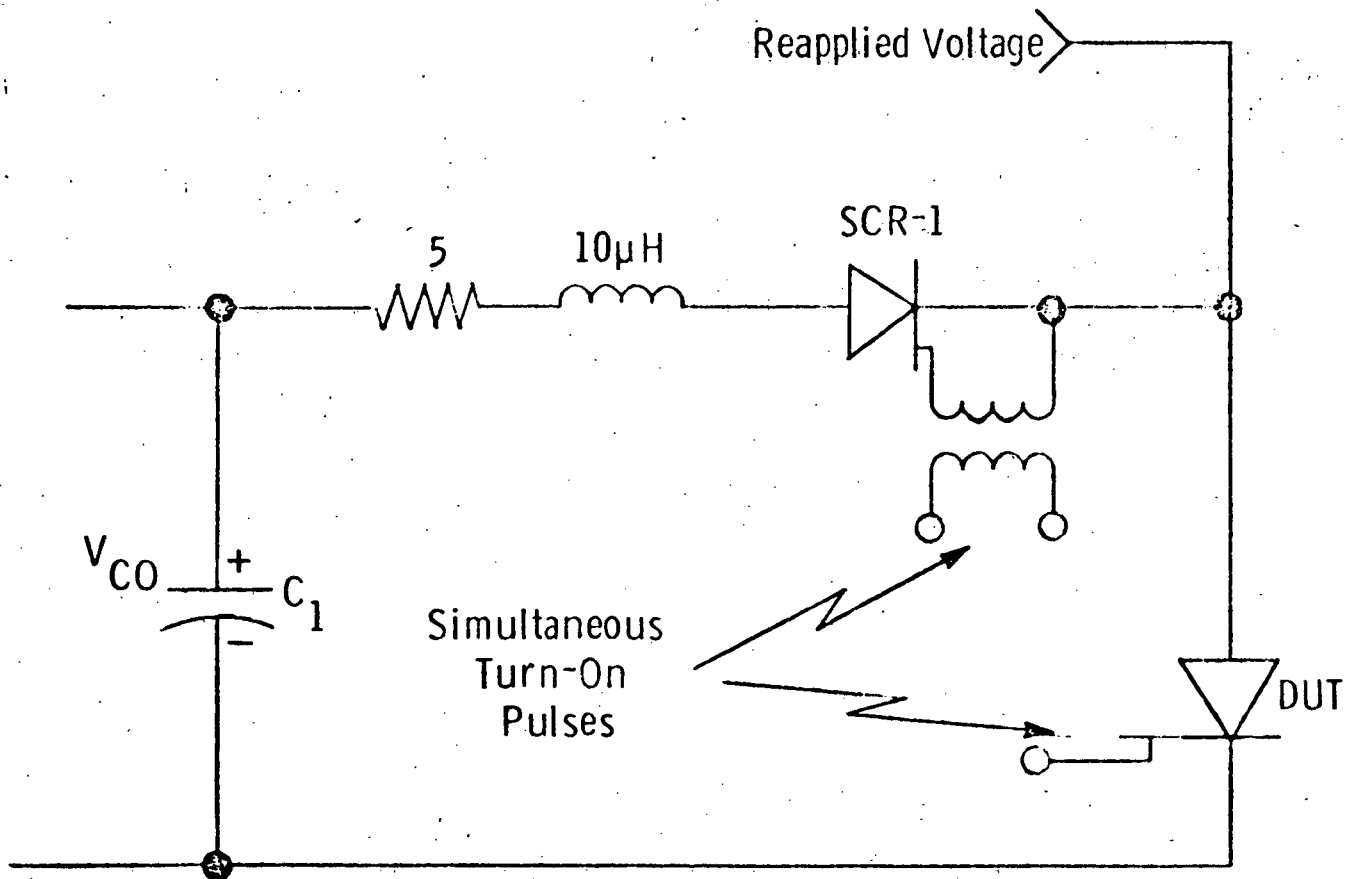 Reapplied Voltage
SCR-1
5
10μH
V_CO
+
C_1
−
Simultaneous
Turn-On
Pulses
DUT